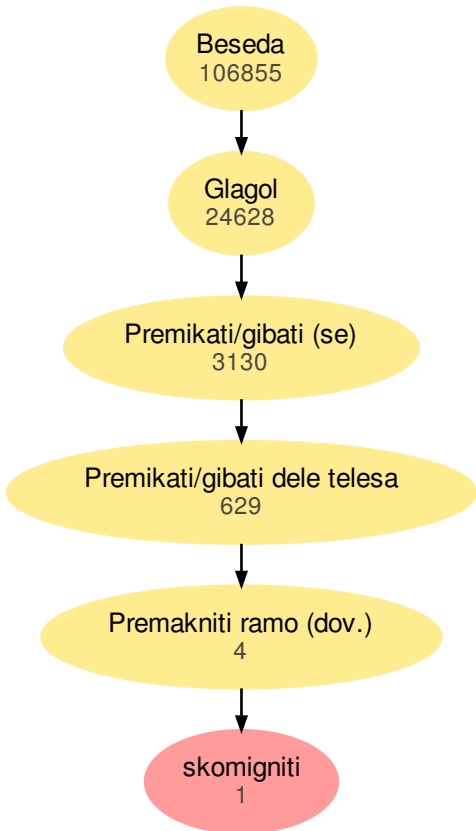 Beseda
106855
Glagol
24628
Premikati/gibati (se)
3130
Premikati/gibati dele telesa
629
Premakniti ramo (dov.)
4
skomigniti
1